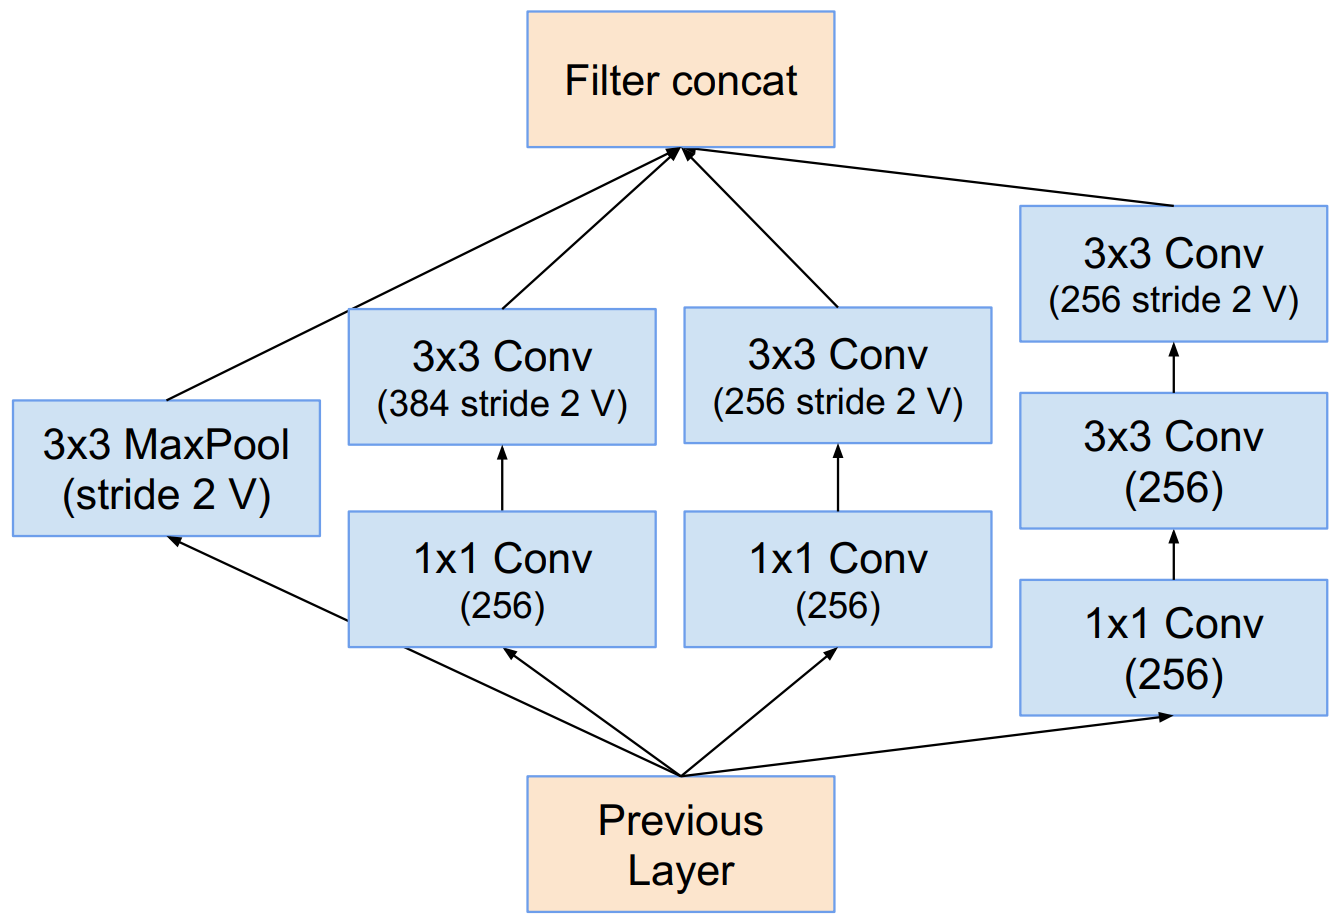 Filter concat
3x3 Conv
(256 stride 2 V)
3x3 Conv
(384 stride 2 V)
3x3 Conv
(256 stride 2 V)
3x3 MaxPool
(stride 2 V)
3x3 Conv
(256)
1x1 Conv
(256)
1x1 Conv
(256)
1x1 Conv
(256)
Previous
Layer